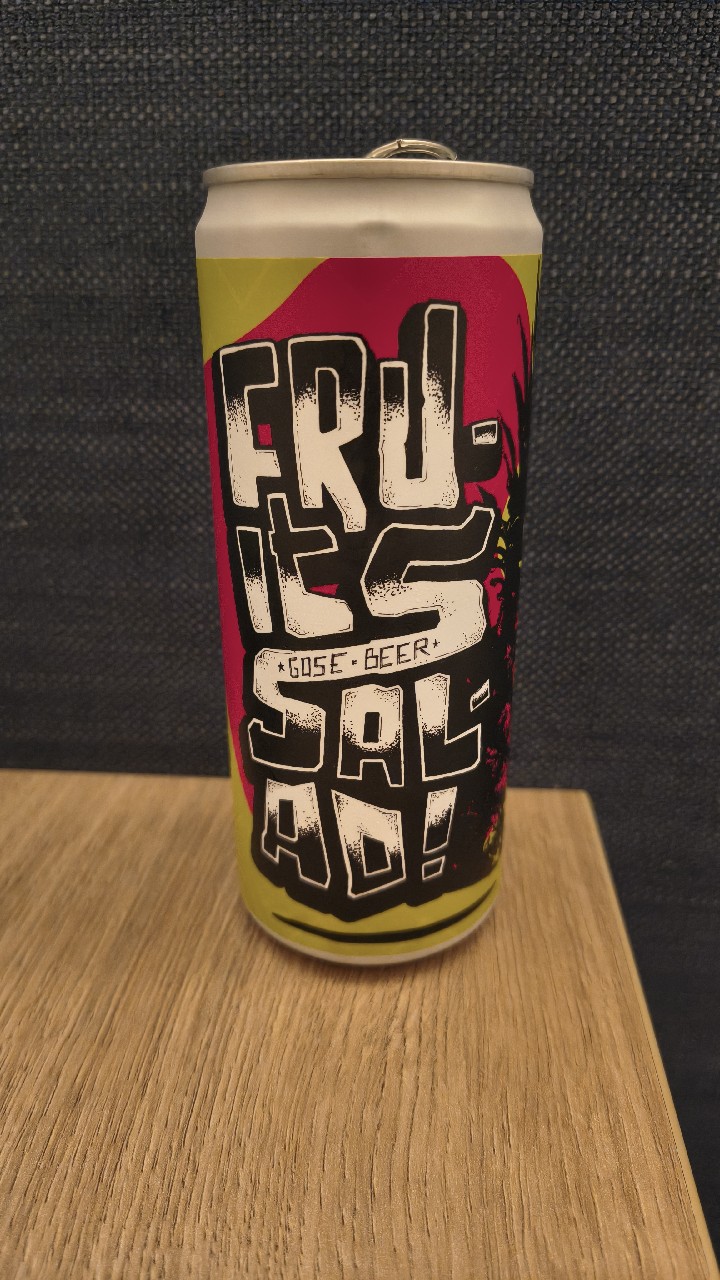 FRU-
ItS
★GOSE★BEER★
SAL-
AD!